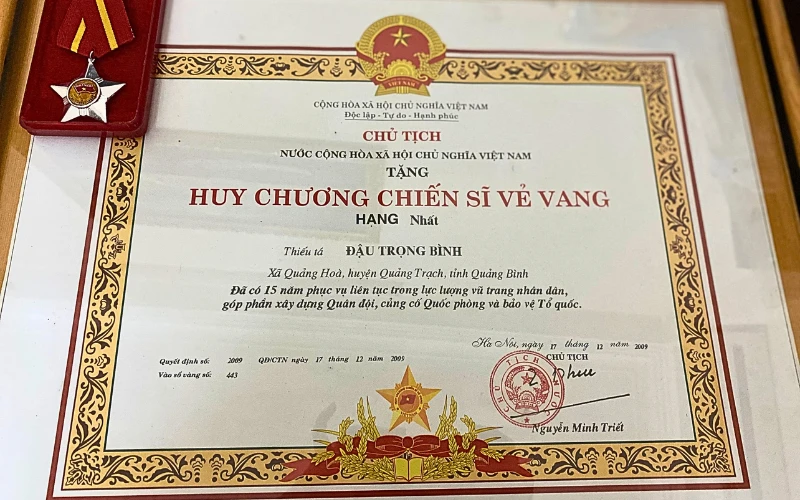 VIỆT NAM
CỘNG HÒA XÃ HỘI CHỦ NGHĨA VIỆT NAM
Độc lập - Tự do - Hạnh phúc
CHỦ TỊCH
NƯỚC CỘNG HÒA XÃ HỘI CHỦ NGHĨA VIỆT NAM
TẶNG
HUY CHƯƠNG CHIẾN SĨ VẺ VANG
HẠNG Nhất
Thiếu tá ĐẬU TRỌNG BÌNH
Xã Quảng Hoà, huyện Quảng Trạch, tỉnh Quảng Bình
Đã có 15 năm phục vụ liên tục trong lực lượng vũ trang nhân dân,
góp phần xây dựng Quân đội, củng cố Quốc phòng và bảo vệ Tổ quốc.
Hà Nội, ngày 17 tháng 12 năm 2009
Quyết định số: 2009 QĐ/CTN ngày 17 tháng 12 năm 2009
Vào sổ vàng số: 443
CHỦ TỊCH
CHỦ TỊCH NƯỚC
Nguyễn Minh Triết